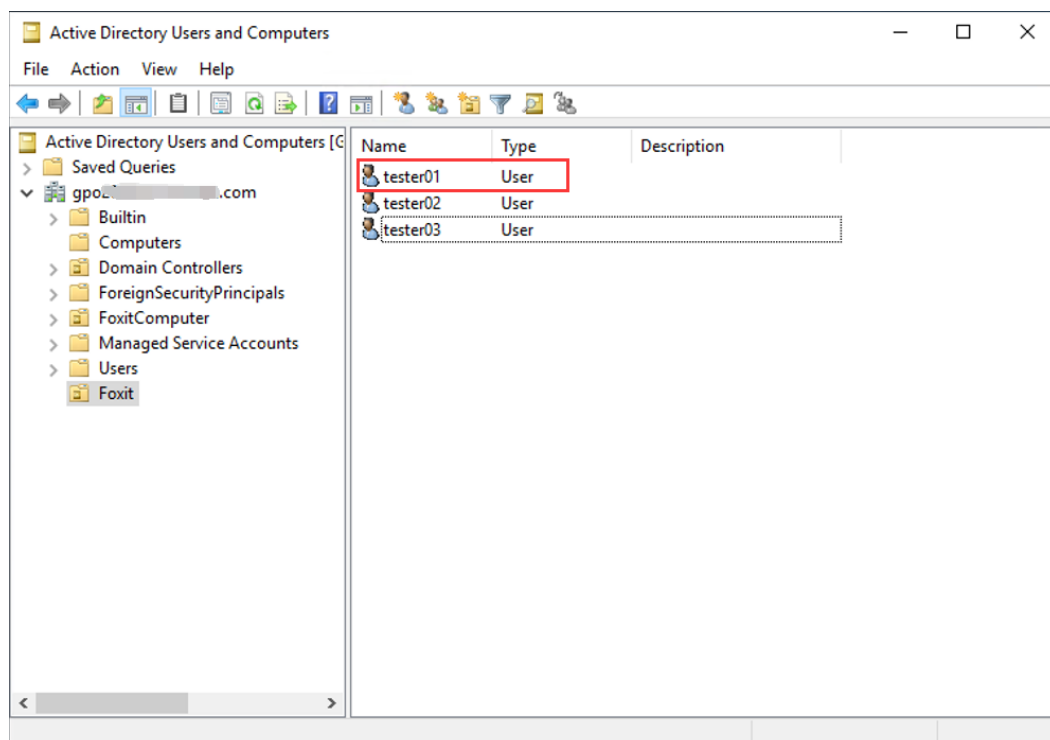 Active Directory Users and Computers
File Action View Help
Active Directory Users and Computers [G
Name Type Description
Saved Queries
tester01 User
.com
tester02 User
Builtin
tester03 User
Computers
Domain Controllers
ForeignSecurityPrincipals
FoxitComputer
Managed Service Accounts
Users
Foxit